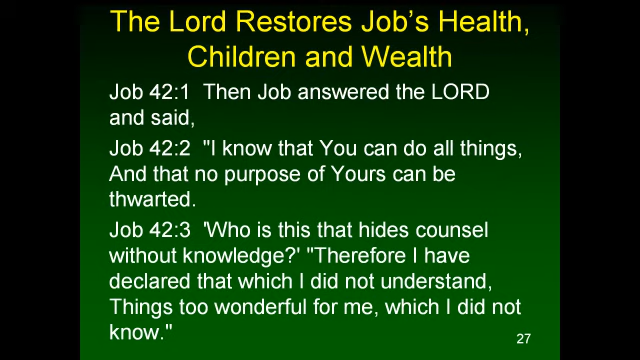 The Lord Restores Job's Health,
Children and Wealth
Job 42:1  Then Job answered the LORD
and said,
Job 42:2  "I know that You can do all things,
And that no purpose of Yours can be
thwarted.
Job 42:3  'Who is this that hides counsel
without knowledge?' "Therefore I have
declared that which I did not understand,
Things too wonderful for me, which I did not
know."
27